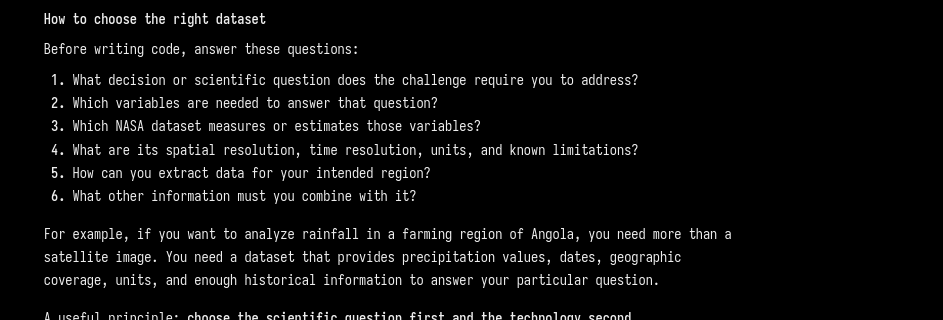 How to choose the right dataset
Before writing code, answer these questions:
1. What decision or scientific question does the challenge require you to address?
2. Which variables are needed to answer that question?
3. Which NASA dataset measures or estimates those variables?
4. What are its spatial resolution, time resolution, units, and known limitations?
5. How can you extract data for your intended region?
6. What other information must you combine with it?
For example, if you want to analyze rainfall in a farming region of Angola, you need more than a
satellite image. You need a dataset that provides precipitation values, dates, geographic
coverage, units, and enough historical information to answer your particular question.
A useful principle: choose the scientific question first and the technology second.